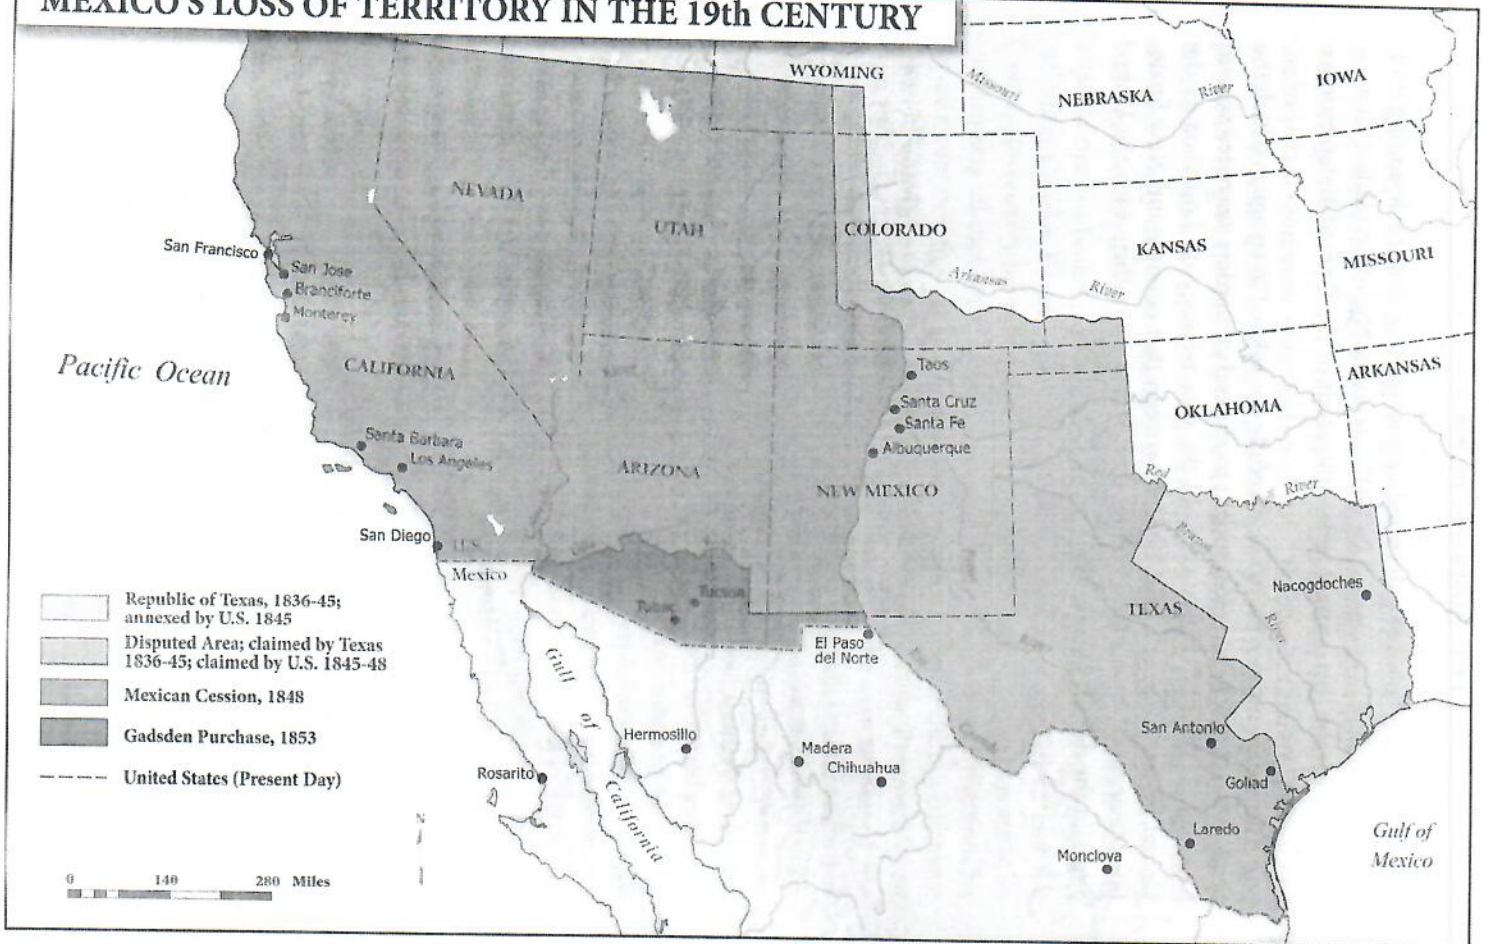 MEXICO'S LOSS OF TERRITORY IN THE 19th CENTURY
WYOMING
Missouri
River
NEBRASKA
IOWA
NEVADA
UTAH
COLORADO
KANSAS
MISSOURI
Arkansas
River
San Francisco
San Jose
Branciforte
Monterey
Pacific Ocean
CALIFORNIA
Taos
Santa Cruz
Santa Fe
Albuquerque
OKLAHOMA
ARKANSAS
Santa Barbara
Los Angeles
ARIZONA
NEW MEXICO
Red
River
San Diego
U.S.
Mexico
Brazos
River
Nacogdoches
TEXAS
Tucson
Tubac
El Paso
del Norte
Republic of Texas, 1836-45;
annexed by U.S. 1845
Disputed Area; claimed by Texas
1836-45; claimed by U.S. 1845-48
Mexican Cession, 1848
Gadsden Purchase, 1853
United States (Present Day)
Gulf
of
California
Hermosillo
Madera
Chihuahua
Rosarito
San Antonio
Goliad
Laredo
Monclova
Gulf of
Mexico
N
0 140 280 Miles